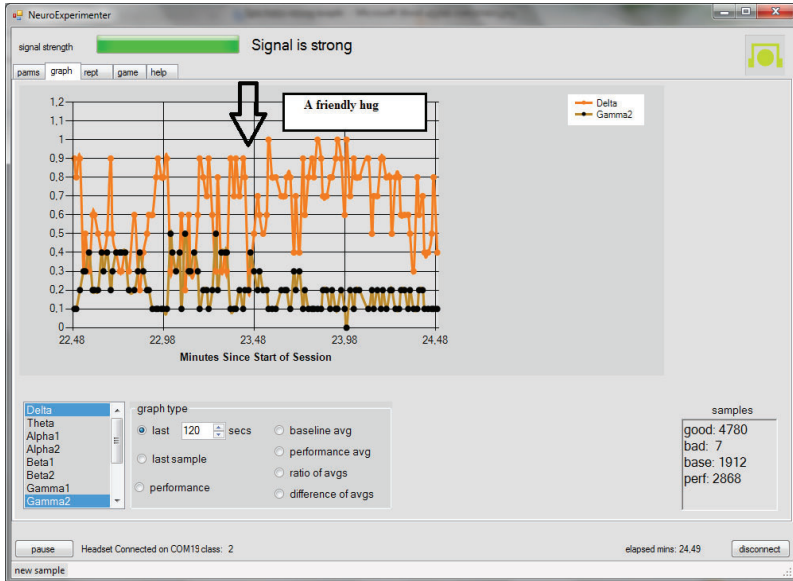 NeuroExperimenter
signal strength
Signal is strong
params graph rept game help
A friendly hug
Delta
Gamma2
1,2
1,1
1
0,9
0,8
0,7
0,6
0,5
0,4
0,3
0,2
0,1
0
22,48 22,98 23,48 23,98 24,48
Minutes Since Start of Session
Delta
Theta
Alpha1
Alpha2
Beta1
Beta2
Gamma1
Gamma2
graph type
last 120 secs
last sample
performance
baseline avg
performance avg
ratio of avgs
difference of avgs
samples
good: 4780
bad: 7
base: 1912
perf: 2868
pause Headset Connected on COM19 class: 2 elapsed mins: 24,49 disconnect
new sample